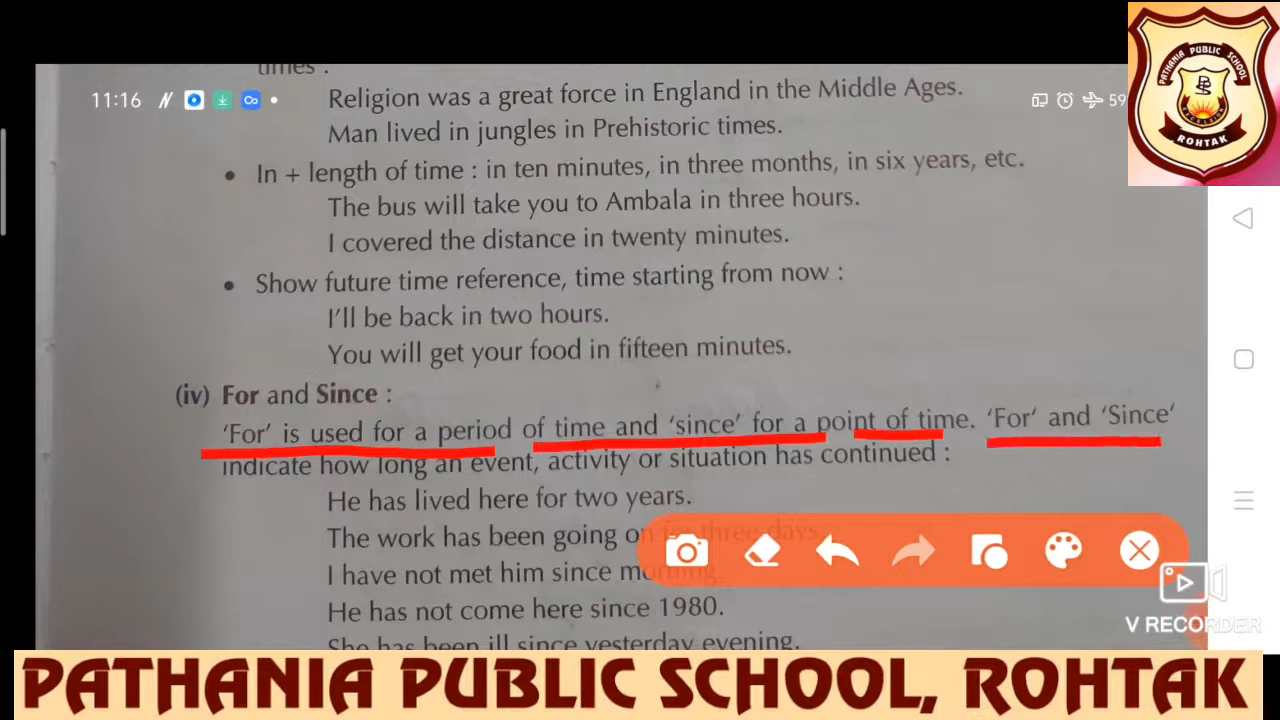 times :
11:16
59
Religion was a great force in England in the Middle Ages.
Man lived in jungles in Prehistoric times.
• In + length of time : in ten minutes, in three months, in six years, etc.
The bus will take you to Ambala in three hours.
I covered the distance in twenty minutes.
• Show future time reference, time starting from now :
I'll be back in two hours.
You will get your food in fifteen minutes.
(iv) For and Since :
'For' is used for a period of time and 'since' for a point of time. 'For' and 'Since'
indicate how long an event, activity or situation has continued :
He has lived here for two years.
The work has been going on for three days.
I have not met him since morning.
He has not come here since 1980.
She has been ill since yesterday evening.
PATHANIA PUBLIC SCHOOL
ROHTAK
V RECORDER
PATHANIA PUBLIC SCHOOL, ROHTAK